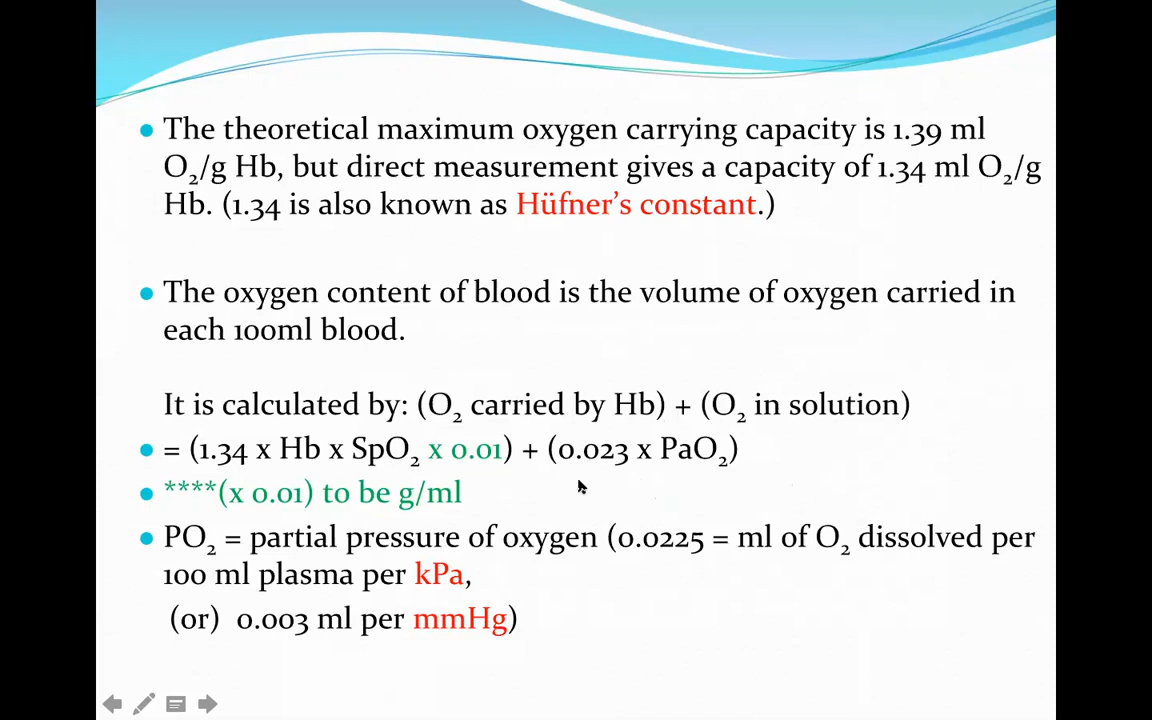 The theoretical maximum oxygen carrying capacity is 1.39 ml
O₂/g Hb, but direct measurement gives a capacity of 1.34 ml O₂/g
Hb. (1.34 is also known as Hüfner’s constant.)
The oxygen content of blood is the volume of oxygen carried in
each 100ml blood.
It is calculated by: (O₂ carried by Hb) + (O₂ in solution)
= (1.34 x Hb x SpO₂ x 0.01) + (0.023 x PaO₂)
****(x 0.01) to be g/ml
PO₂ = partial pressure of oxygen (0.0225 = ml of O₂ dissolved per
100 ml plasma per kPa,
(or) 0.003 ml per mmHg)